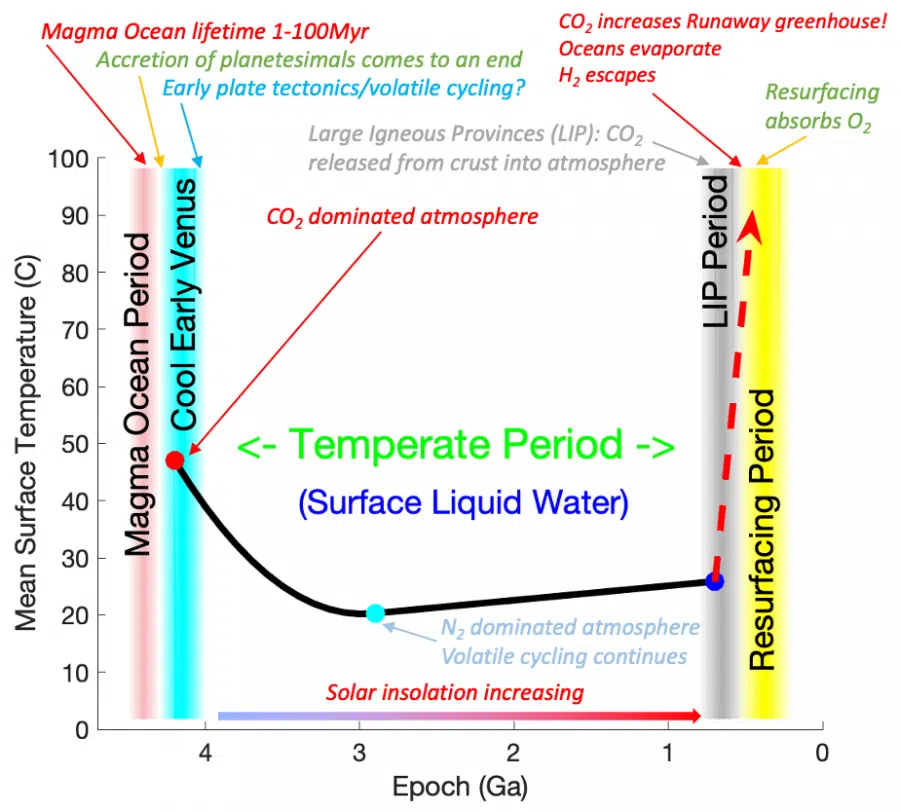 Magma Ocean lifetime 1-100Myr
Accretion of planetesimals comes to an end
Early plate tectonics/volatile cycling?
CO₂ increases Runaway greenhouse!
Oceans evaporate
H₂ escapes
Resurfacing
absorbs O₂
Large Igneous Provinces (LIP): CO₂
released from crust into atmosphere
CO₂ dominated atmosphere
Mean Surface Temperature (C)
100
90
80
70
60
50
40
30
20
10
0
Magma Ocean Period
Cool Early Venus
<- Temperate Period ->
(Surface Liquid Water)
LIP Period
Resurfacing Period
N₂ dominated atmosphere
Volatile cycling continues
Solar insolation increasing
4
3
2
1
0
Epoch (Ga)